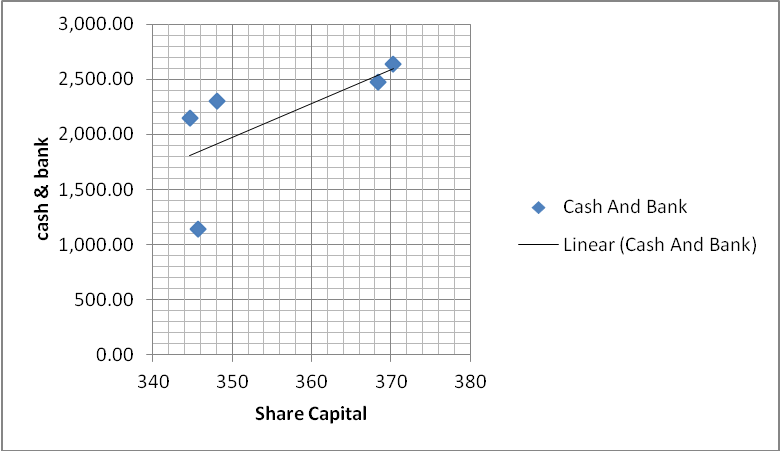 3,000.00
2,500.00
2,000.00
1,500.00
1,000.00
500.00
0.00
cash & bank
340 350 360 370 380
Share Capital
Cash And Bank
Linear (Cash And Bank)